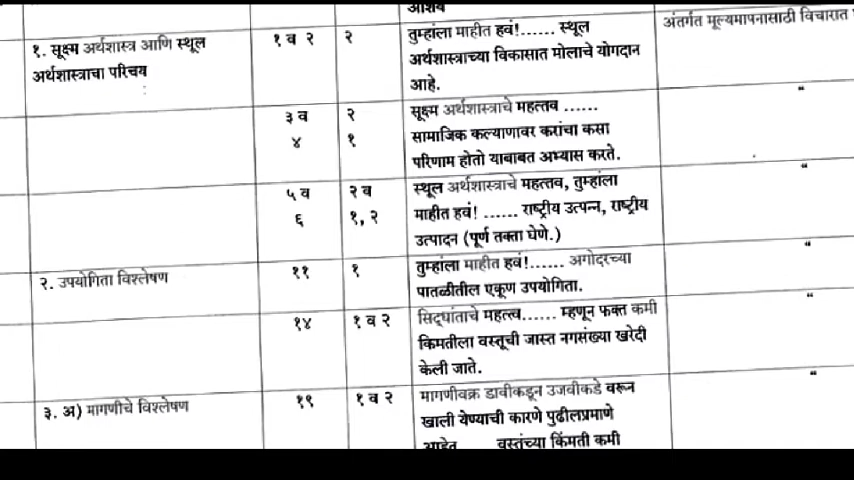 आशय
१. सूक्ष्म अर्थशास्त्र आणि स्थूल १ व २ २ तुम्हांला माहीत हवं!...... स्थूल अंतर्गत मूल्यमापनासाठी विचारात
अर्थशास्त्राचा परिचय अर्थशास्त्राच्या विकासात मोलाचे योगदान
आहे.
३ व २ सूक्ष्म अर्थशास्त्राचे महत्तव ...... "
४ १ सामाजिक कल्याणावर करांचा कसा
परिणाम होतो याबाबत अभ्यास करते.
५ व २ व स्थूल अर्थशास्त्राचे महत्तव, तुम्हांला "
६ १, २ माहीत हवं! ...... राष्ट्रीय उत्पन्न, राष्ट्रीय
उत्पादन (पूर्ण तक्ता घेणे.)
२. उपयोगिता विश्लेषण ११ १ तुम्हांला माहीत हवं!...... अगोदरच्या "
पातळीतील एकूण उपयोगिता.
१४ १ व २ सिद्धांताचे महत्त्व...... म्हणून फक्त कमी "
किमतीला वस्तूची जास्त नगसंख्या खरेदी
केली जाते.
३. अ) मागणीचे विश्लेषण १९ १ व २ मागणीवक्र डावीकडून उजवीकडे वरून "
खाली येण्याची कारणे पुढीलप्रमाणे
आहेत वस्तूंच्या किंमती कमी